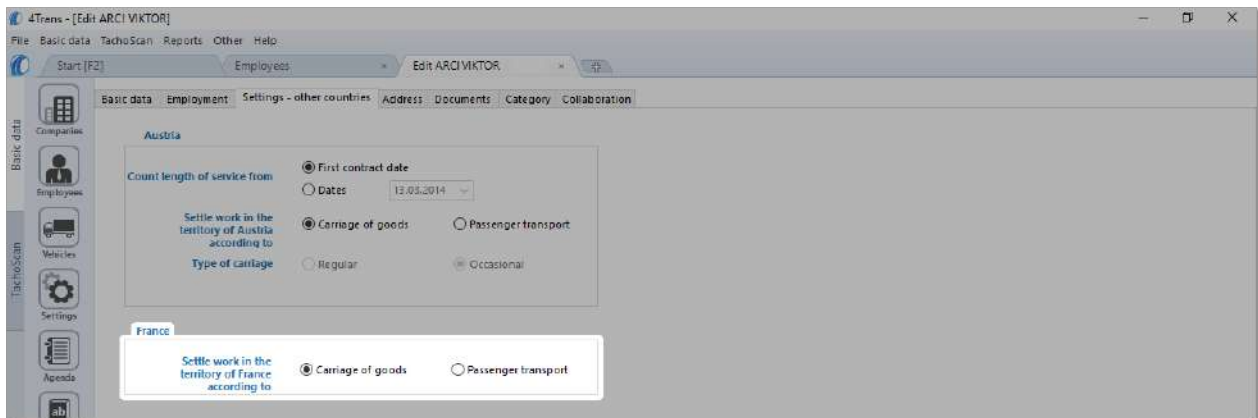 4Trans - [Edit ARCI VIKTOR]
File Basic data TachoScan Reports Other Help
Start [F2] Employees Edit ARCI VIKTOR
Basic data Employment Settings - other countries Address Documents Category Collaboration
Basic data
TachoScan
Companies
Employees
Vehicles
Settings
Agenda
ab
Austria
Count length of service from
First contract date
Dates 13.03.2014
Settle work in the territory of Austria according to
Carriage of goods Passenger transport
Type of carriage Regular Occasional
France
Settle work in the territory of France according to
Carriage of goods Passenger transport